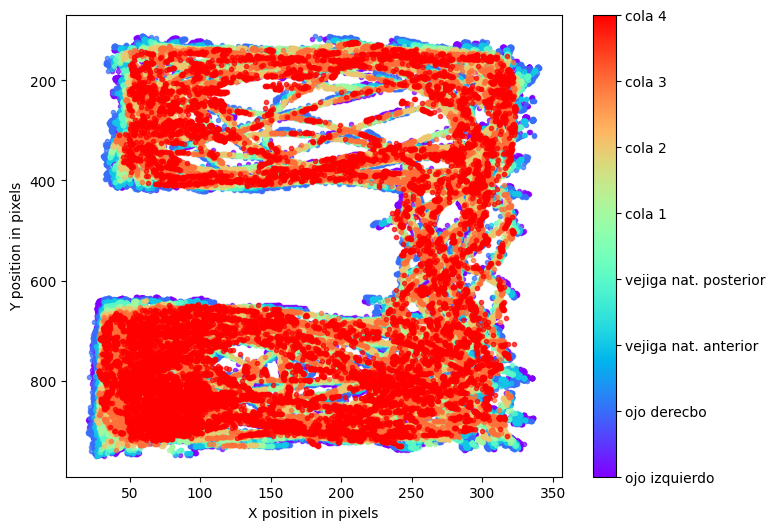 cola 4
cola 3
cola 2
cola 1
vejiga nat. posterior
vejiga nat. anterior
ojo derecbo
ojo izquierdo
200
400
600
800
Y position in pixels
50
100
150
200
250
300
350
X position in pixels